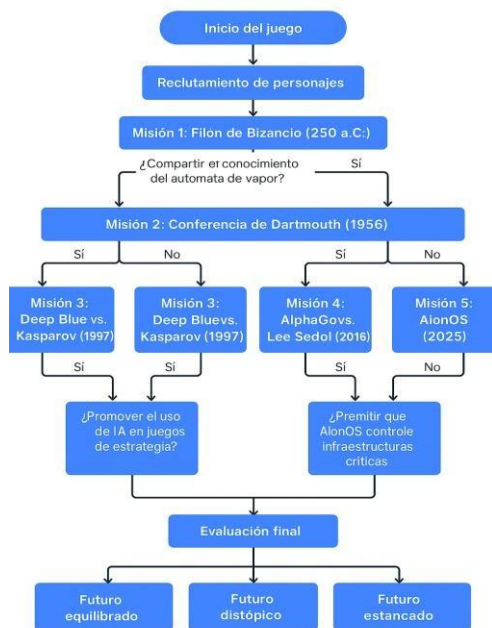 Inicio del juego
Reclutamiento de personajes
Misión 1: Filon de Bizancio (250 a.C:)
¿Compartir et conocimiento
del automata de vapor?
Sí
Misión 2: Conferencia de Dartmouth (1956)
Sí
No
Sí
No
Misión 3:
Deep Blue vs.
Kasparov (1997)
Misión 3:
Deep Bluevs.
Kasparov (1997)
Misión 4:
AlphaGovs.
Lee Sedol (2016)
Misión 5:
AionOS
(2025)
Sí
Sí
Sí
No
¿Promover el uso
de IA en juegos
de estrategia?
¿Premitir que
AlonOS controle
infraestructuras
criticas
Evaluación final
Futuro
equilibrado
Futuro
distópico
Futuro
estancado